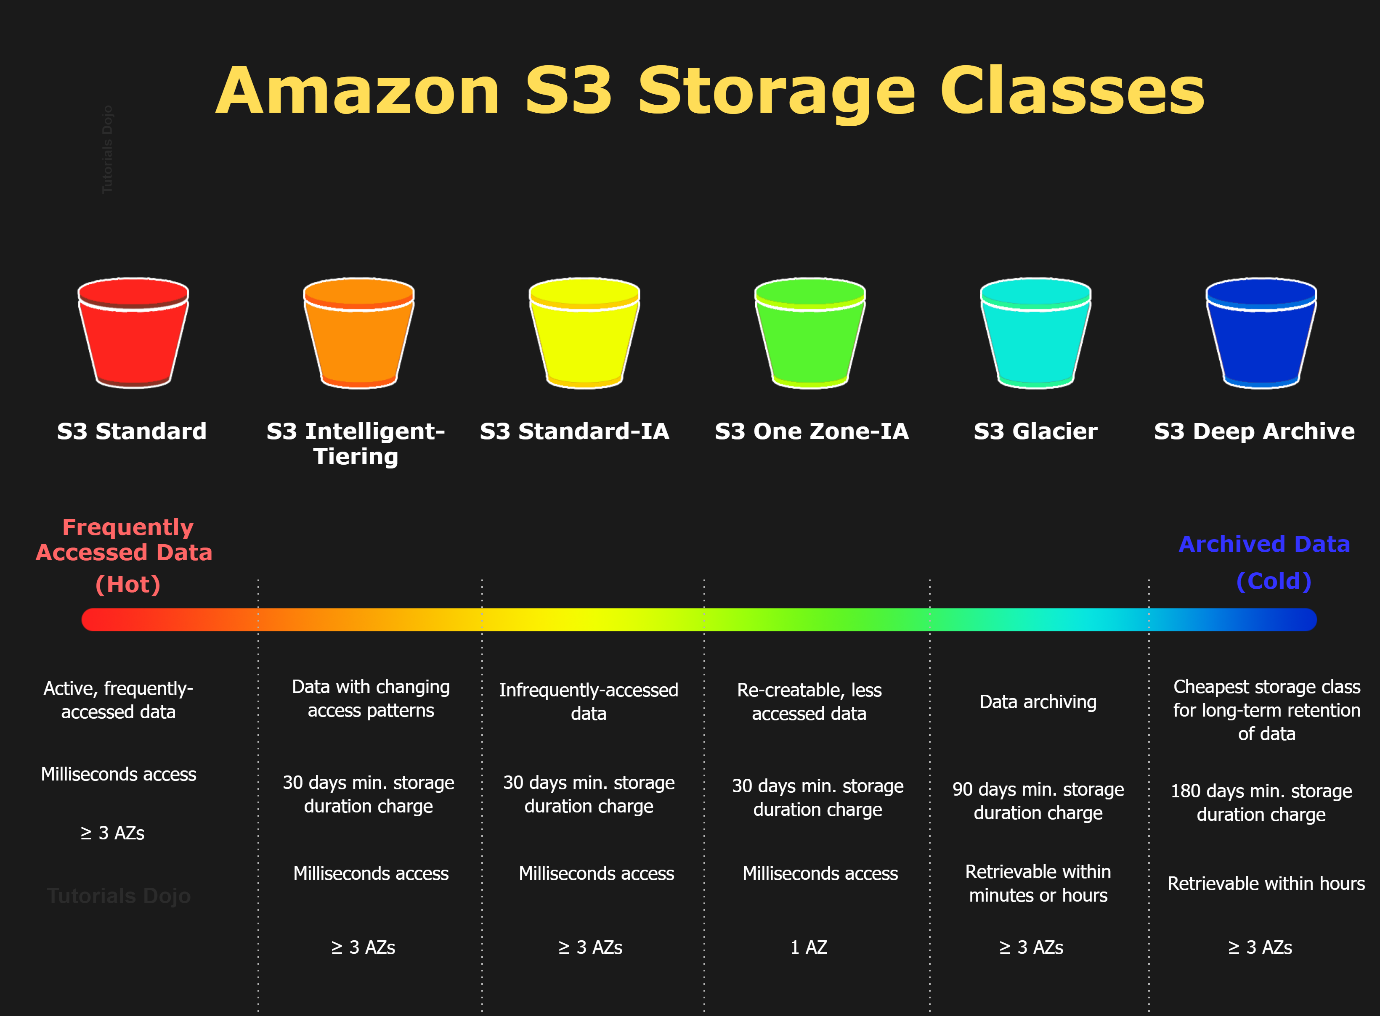 Amazon S3 Storage Classes
Tutorials Dojo
S3 Standard
S3 Intelligent-
Tiering
S3 Standard-IA
S3 One Zone-IA
S3 Glacier
S3 Deep Archive
Frequently
Accessed Data
(Hot)
Archived Data
(Cold)
Active, frequently-
accessed data
Milliseconds access
≥ 3 AZs
Tutorials Dojo
Data with changing
access patterns
30 days min. storage
duration charge
Milliseconds access
≥ 3 AZs
Infrequently-accessed
data
30 days min. storage
duration charge
Milliseconds access
≥ 3 AZs
Re-creatable, less
accessed data
30 days min. storage
duration charge
Milliseconds access
1 AZ
Data archiving
90 days min. storage
duration charge
Retrievable within
minutes or hours
≥ 3 AZs
Cheapest storage class
for long-term retention
of data
180 days min. storage
duration charge
Retrievable within hours
≥ 3 AZs